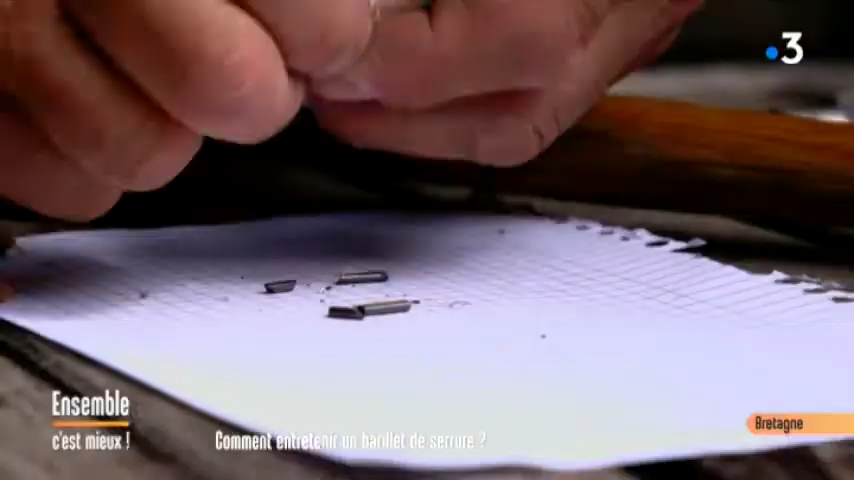 3
Ensemble
c'est mieux !
Comment entretenir un barillet de serrure ?
Bretagne